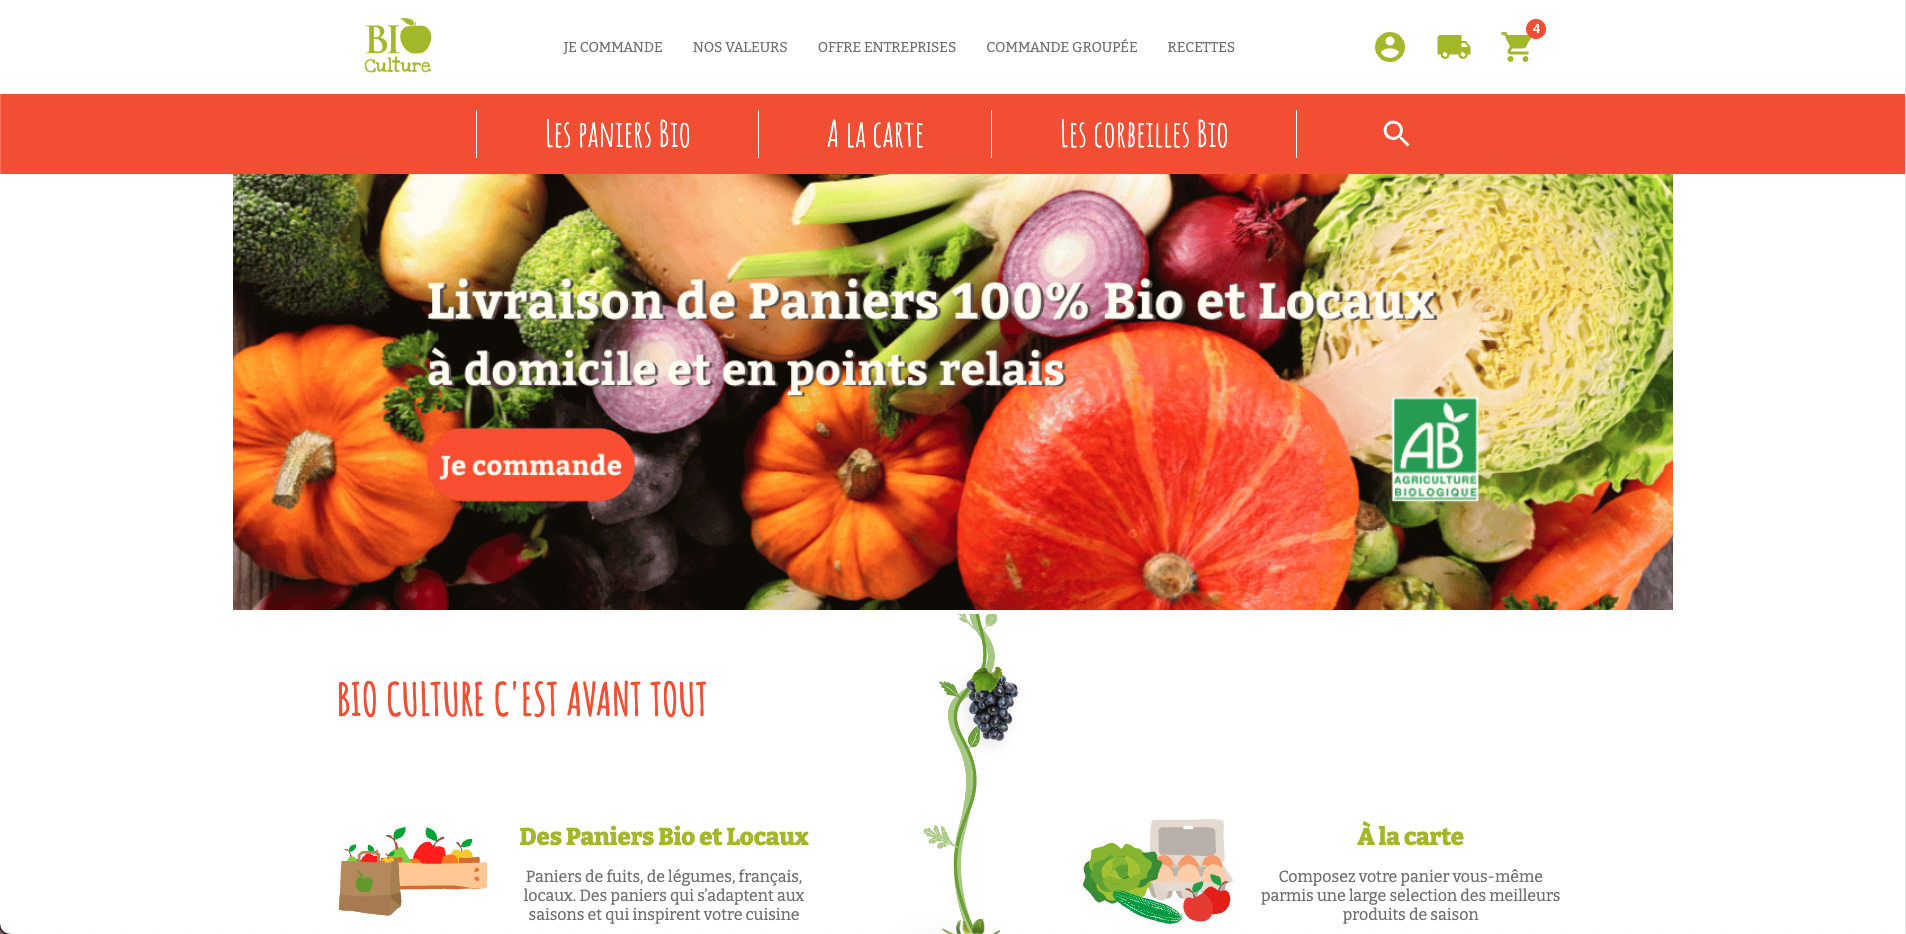 BIO
Culture
JE COMMANDE
NOS VALEURS
OFFRE ENTREPRISES
COMMANDE GROUPÉE
RECETTES
4
Les paniers Bio
A la carte
Les corbeilles Bio
Livraison de Paniers 100% Bio et Locaux
à domicile et en points relais
Je commande
AB
AGRICULTURE
BIOLOGIQUE
BIO CULTURE C'EST AVANT TOUT
Des Paniers Bio et Locaux
Paniers de fuits, de légumes, français,
locaux. Des paniers qui s’adaptent aux
saisons et qui inspirent votre cuisine
À la carte
Composez votre panier vous-même
parmis une large selection des meilleurs
produits de saison